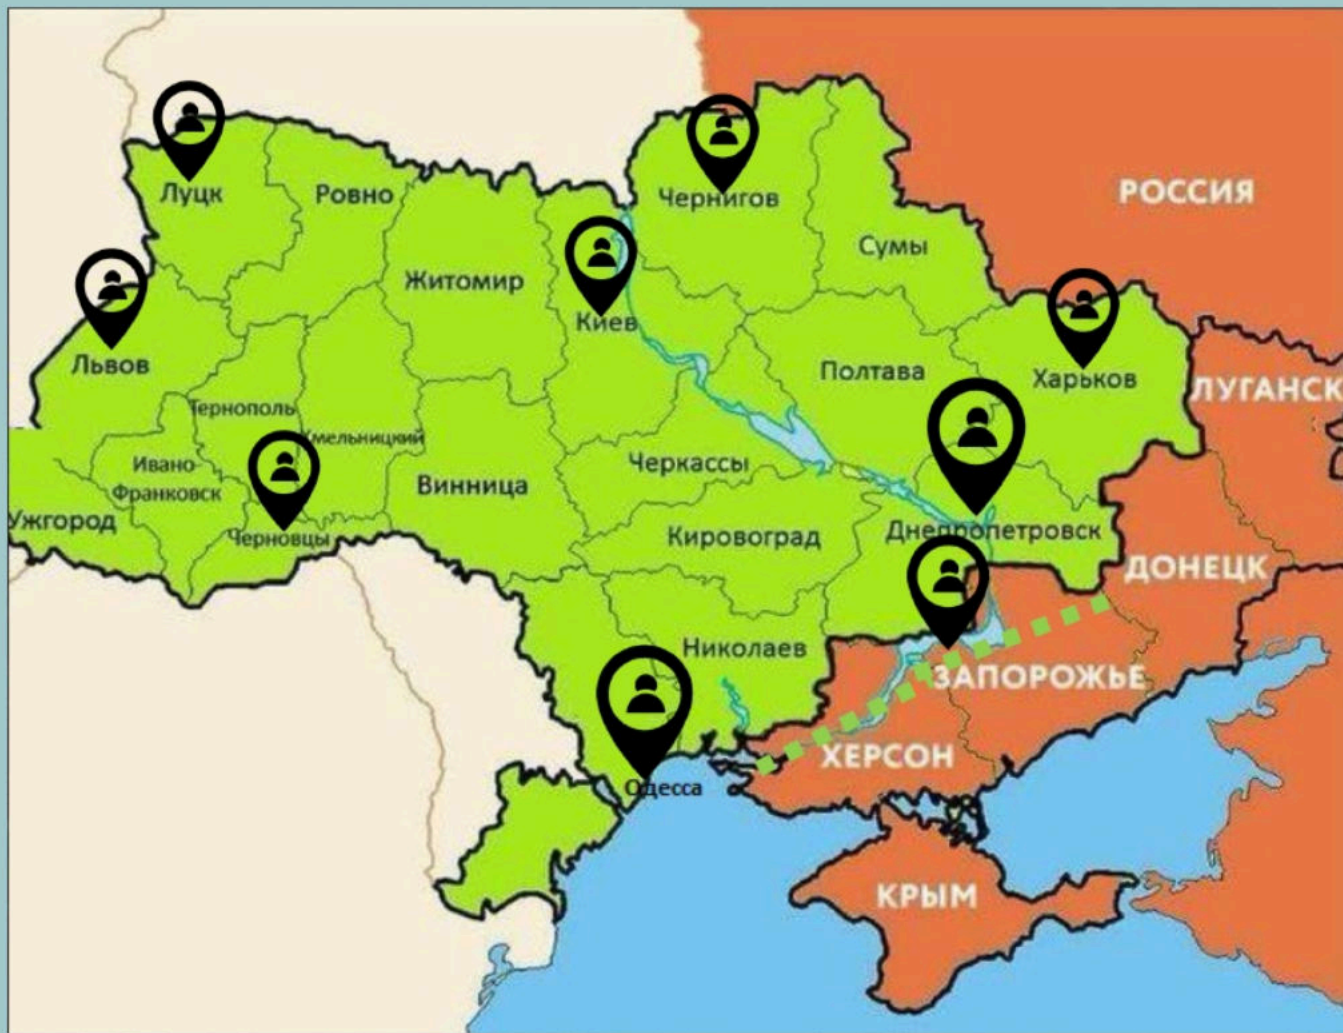 Луцк
Ровно
Чернигов
РОССИЯ
Сумы
Житомир
Киев
Львов
Полтава
Харьков
ЛУГАНСК
Тернополь
Хмельницкий
Ивано-
Франковск
Винница
Черкассы
Ужгород
Черновцы
Кировоград
Днепропетровск
ДОНЕЦК
Николаев
ЗАПОРОЖЬЕ
ХЕРСОН
Одесса
КРЫМ